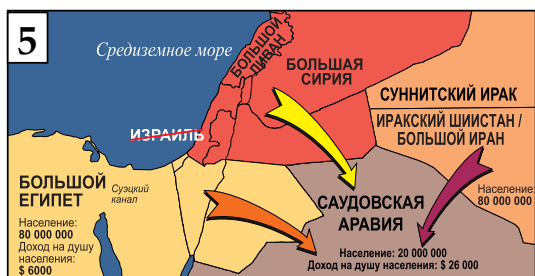 5
Средиземное море
БОЛЬШОЙ
ЛИВАН
БОЛЬШАЯ
СИРИЯ
СУННИТСКИЙ ИРАК
ИЗРАИЛЬ
ИРАКСКИЙ ШИИСТАН /
БОЛЬШОЙ ИРАН
Население:
80 000 000
БОЛЬШОЙ
ЕГИПЕТ
Суэцкий
канал
Население:
80 000 000
Доход на душу
населения:
$ 6000
САУДОВСКАЯ
АРАВИЯ
Население: 20 000 000
Доход на душу населения: $ 26 000